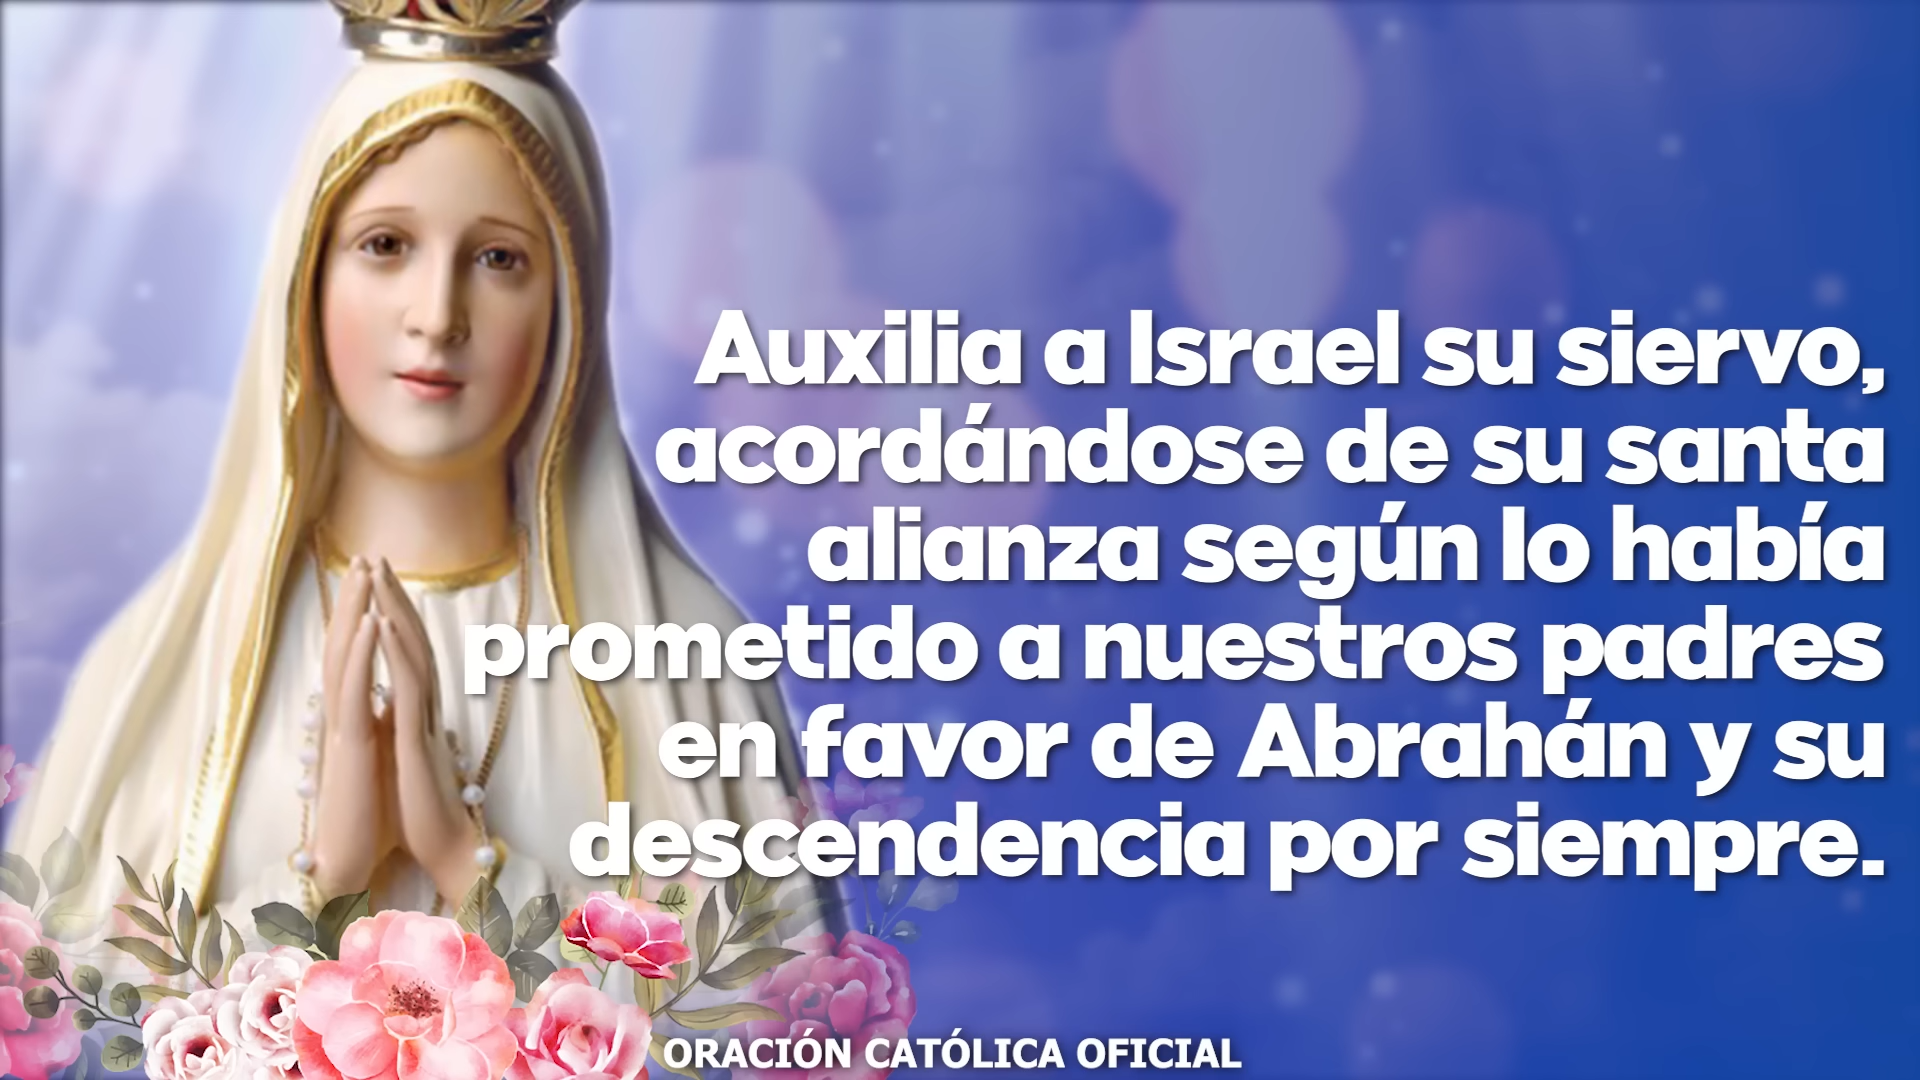 Auxilia a Israel su siervo,
acordándose de su santa
alianza según lo había
prometido a nuestros padres
en favor de Abrahán y su
descendencia por siempre.
ORACIÓN CATÓLICA OFICIAL